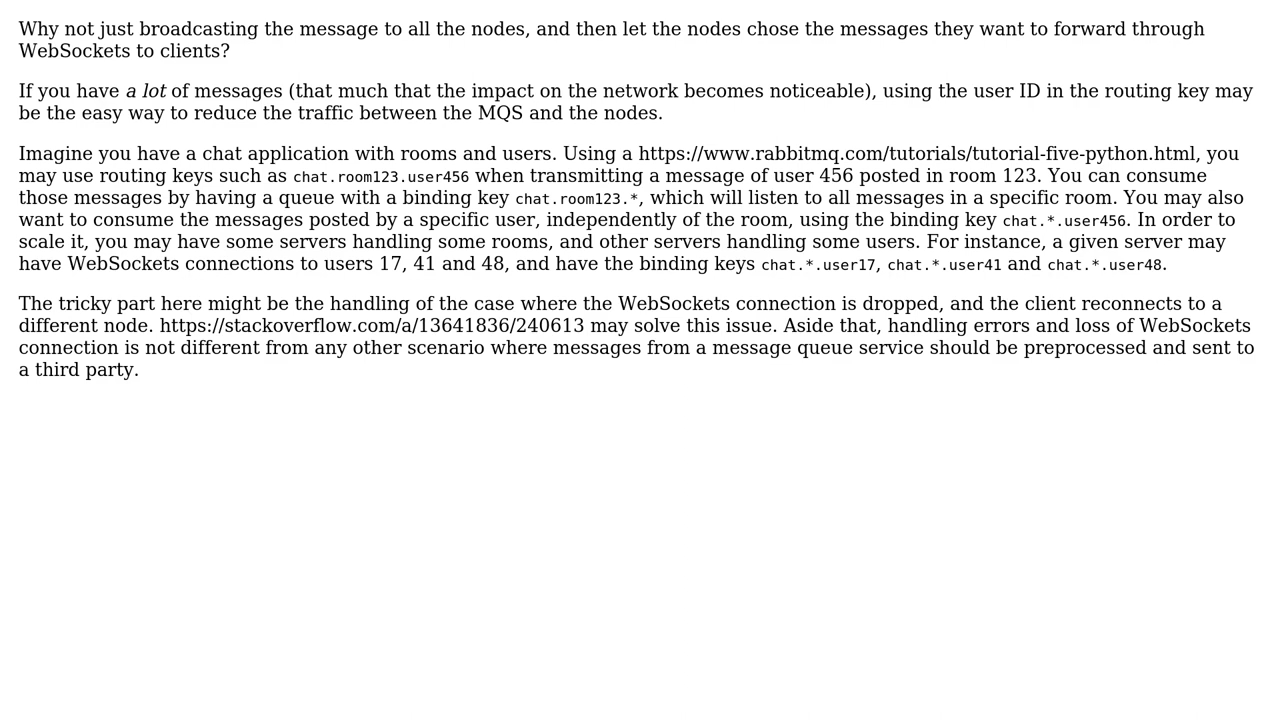 Why not just broadcasting the message to all the nodes, and then let the nodes chose the messages they want to forward through
WebSockets to clients?
If you have a lot of messages (that much that the impact on the network becomes noticeable), using the user ID in the routing key may
be the easy way to reduce the traffic between the MQS and the nodes.
Imagine you have a chat application with rooms and users. Using a https://www.rabbitmq.com/tutorials/tutorial-five-python.html, you
may use routing keys such as chat.room123.user456 when transmitting a message of user 456 posted in room 123. You can consume
those messages by having a queue with a binding key chat.room123.*, which will listen to all messages in a specific room. You may also
want to consume the messages posted by a specific user, independently of the room, using the binding key chat.*.user456. In order to
scale it, you may have some servers handling some rooms, and other servers handling some users. For instance, a given server may
have WebSockets connections to users 17, 41 and 48, and have the binding keys chat.*.user17, chat.*.user41 and chat.*.user48.
The tricky part here might be the handling of the case where the WebSockets connection is dropped, and the client reconnects to a
different node. https://stackoverflow.com/a/13641836/240613 may solve this issue. Aside that, handling errors and loss of WebSockets
connection is not different from any other scenario where messages from a message queue service should be preprocessed and sent to
a third party.